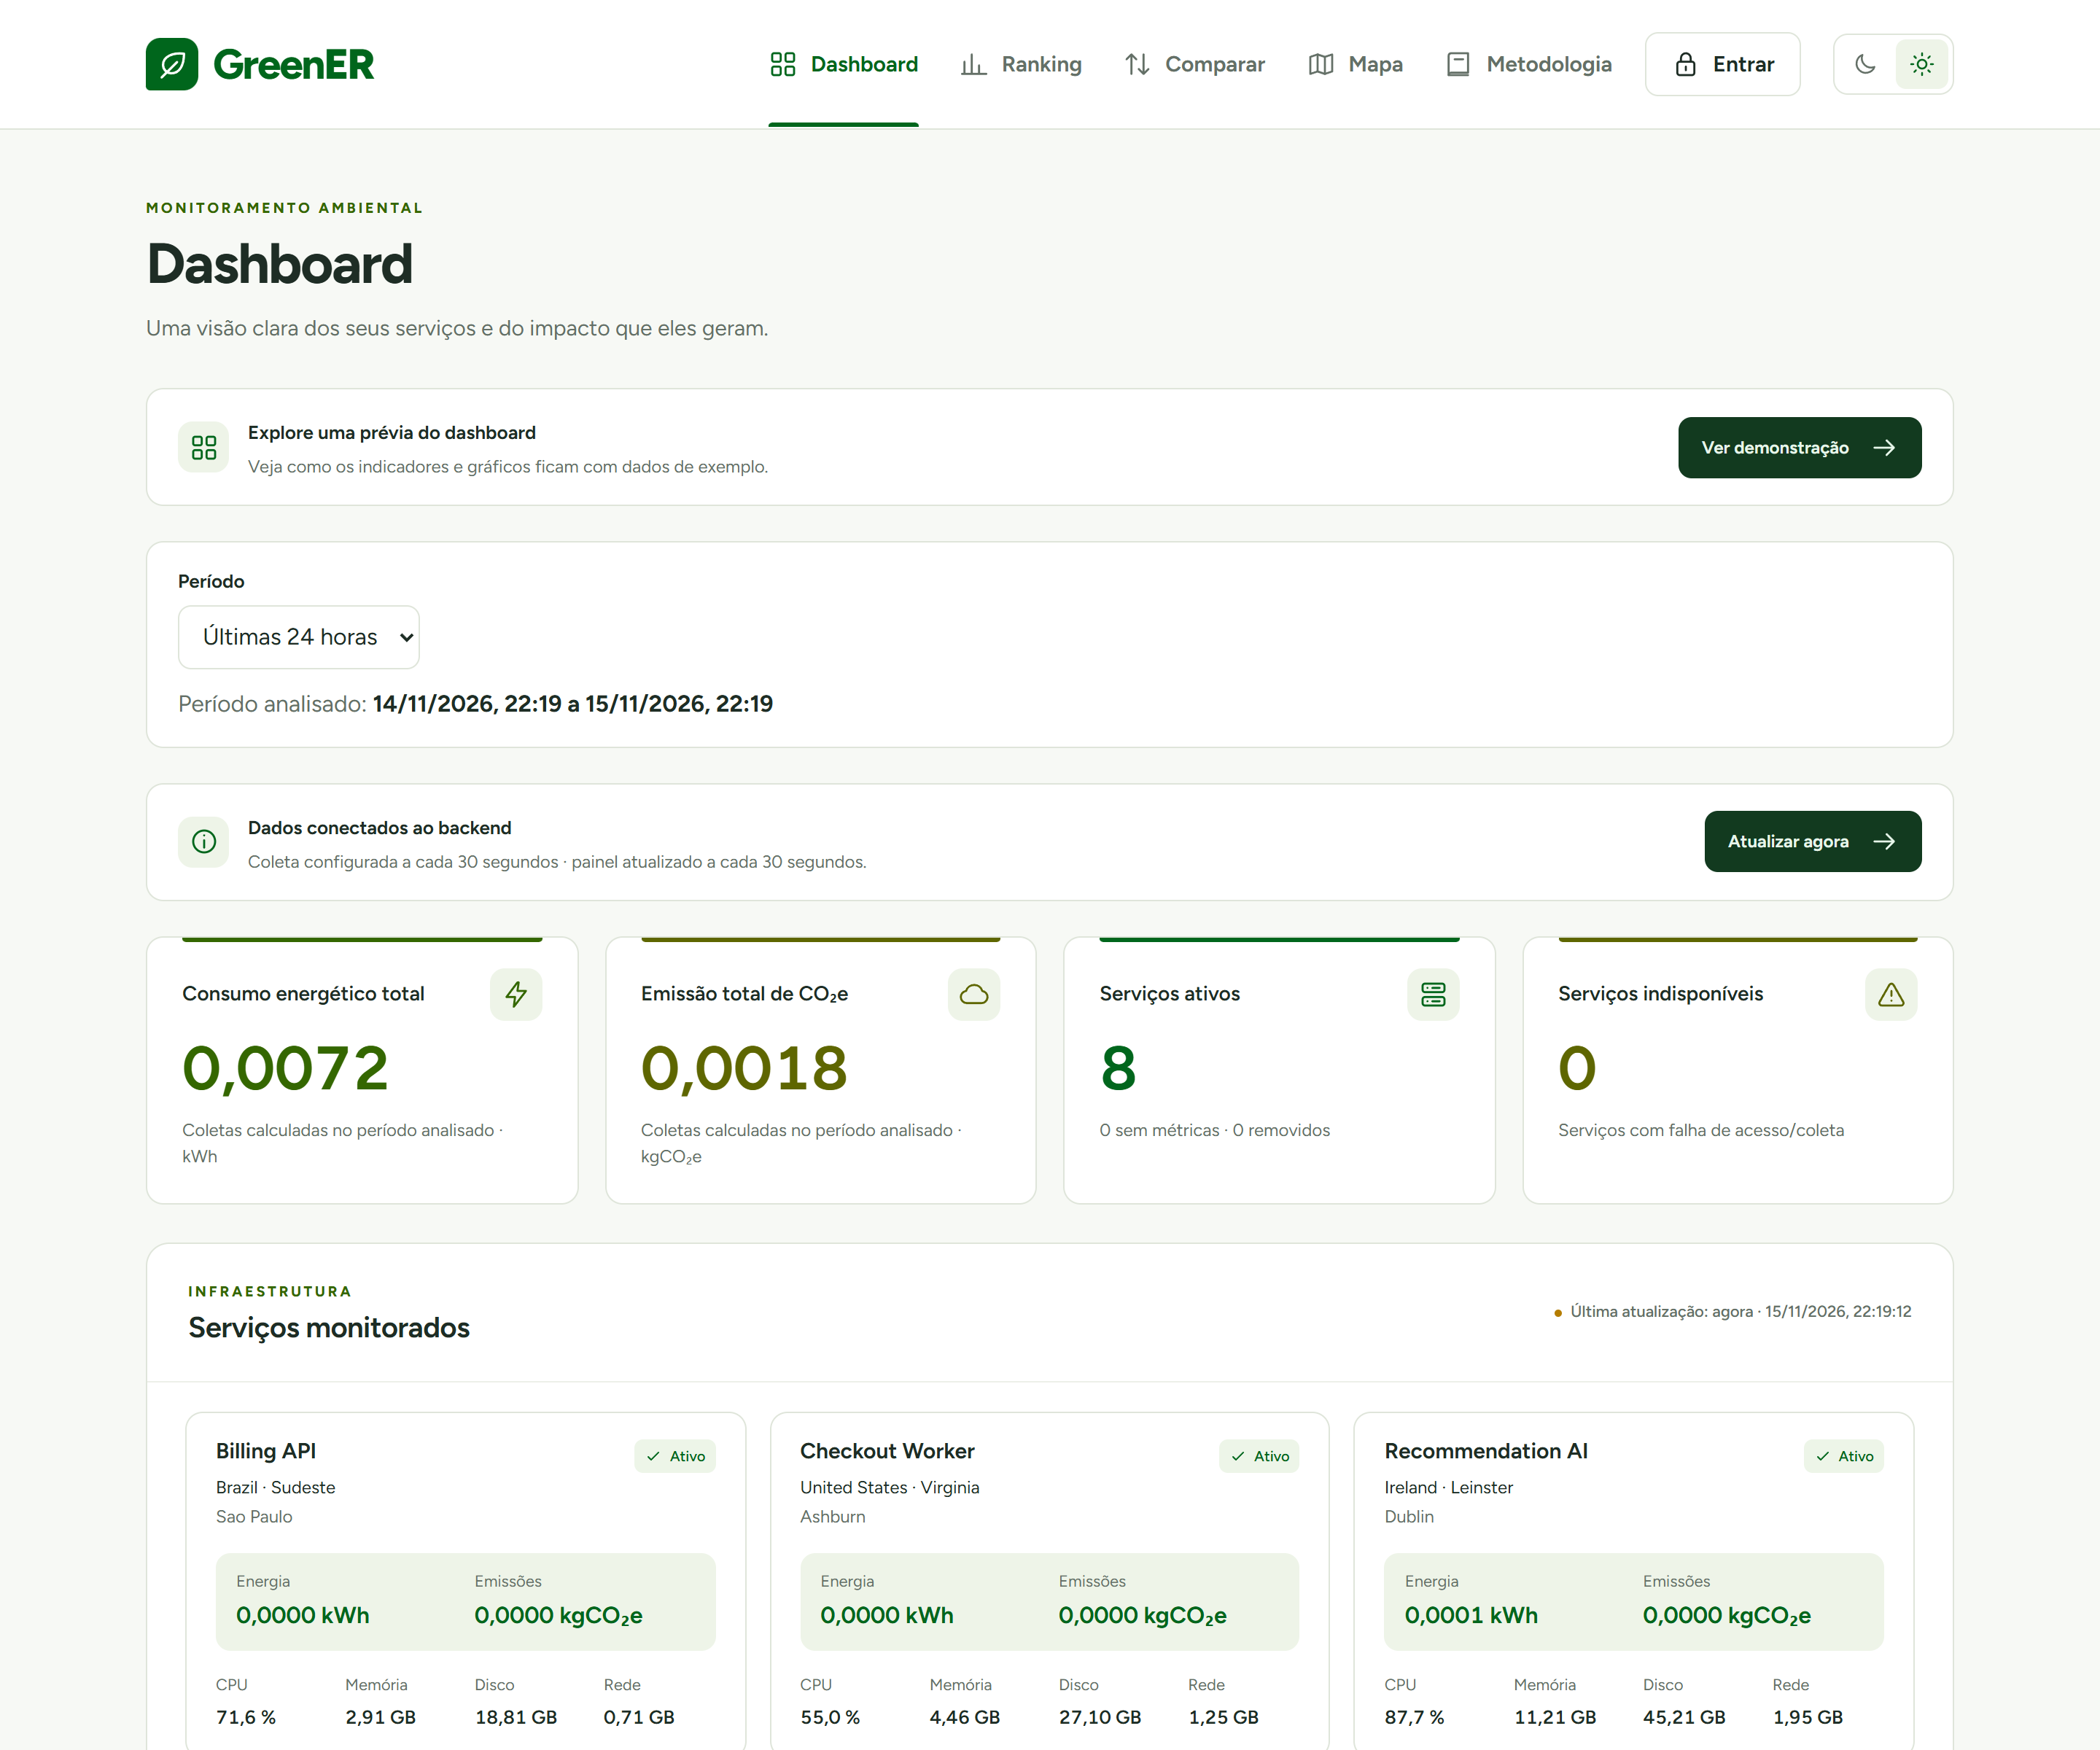 GreenER
Dashboard
Ranking
Comparar
Mapa
Metodologia
Entrar
MONITORAMENTO AMBIENTAL
Dashboard
Uma visão clara dos seus serviços e do impacto que eles geram.
Explore uma prévia do dashboard
Veja como os indicadores e gráficos ficam com dados de exemplo.
Ver demonstração
Período
Últimas 24 horas
Período analisado: 14/11/2026, 22:19 a 15/11/2026, 22:19
Dados conectados ao backend
Coleta configurada a cada 30 segundos · painel atualizado a cada 30 segundos.
Atualizar agora
Consumo energético total
0,0072
Coletas calculadas no período analisado ·
kWh
Emissão total de CO₂e
0,0018
Coletas calculadas no período analisado ·
kgCO₂e
Serviços ativos
8
0 sem métricas · 0 removidos
Serviços indisponíveis
0
Serviços com falha de acesso/coleta
INFRAESTRUTURA
Serviços monitorados
Última atualização: agora · 15/11/2026, 22:19:12
Billing API
Ativo
Brazil · Sudeste
Sao Paulo
Energia
0,0000 kWh
Emissões
0,0000 kgCO₂e
CPU
71,6 %
Memória
2,91 GB
Disco
18,81 GB
Rede
0,71 GB
Checkout Worker
Ativo
United States · Virginia
Ashburn
Energia
0,0000 kWh
Emissões
0,0000 kgCO₂e
CPU
55,0 %
Memória
4,46 GB
Disco
27,10 GB
Rede
1,25 GB
Recommendation AI
Ativo
Ireland · Leinster
Dublin
Energia
0,0001 kWh
Emissões
0,0000 kgCO₂e
CPU
87,7 %
Memória
11,21 GB
Disco
45,21 GB
Rede
1,95 GB